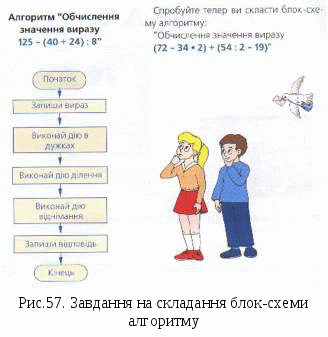 Алгоритм "Обчислення
значення виразу
125 – (40 + 24) : 8"
Початок
Запиши вираз
Виконай дію в
дужках
Виконай дію ділення
Виконай дію
віднімання
Запиши відповідь
Кінець
Спробуйте тепер ви скласти блок-схе-
му алгоритму:
"Обчислення значення виразу
(72 – 34 • 2) + (54 : 2 – 19)"
Рис.57. Завдання на складання блок-схеми
алгоритму